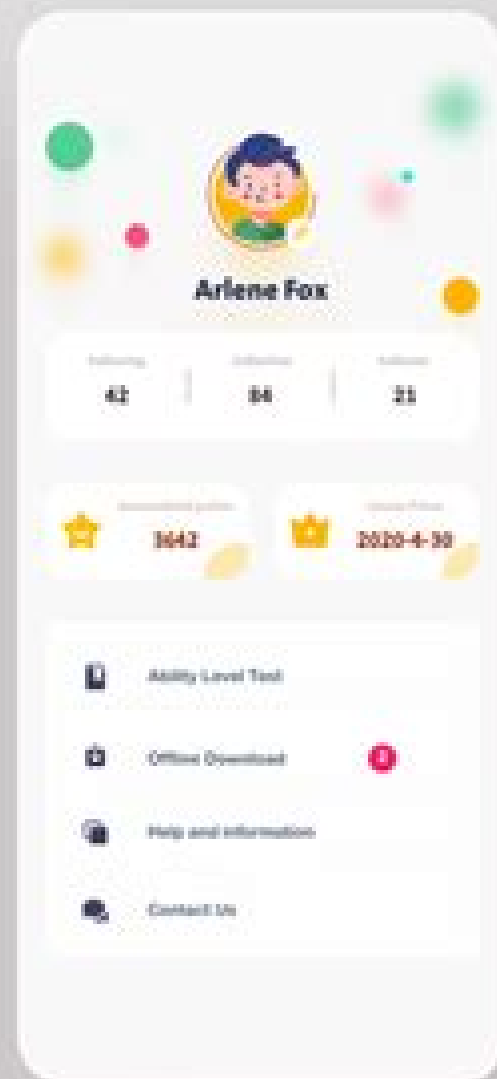 Arlene Fox
Following
42
84
21
3642
2020-4-30
Ability Level Test
Offline Download
Help and Information
Contact Us